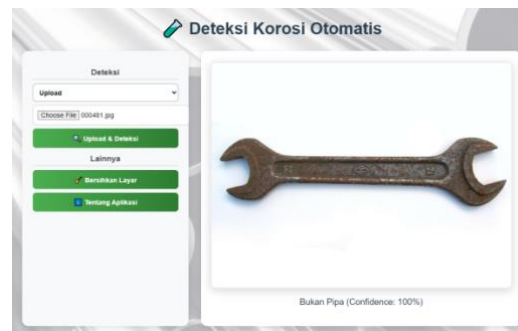 Deteksi Korosi Otomatis
Deteksi
Upload
Choose File 000481.jpg
Upload & Deteksi
Lainnya
Bersihkan Layar
Tentang Aplikasi
Bukan Pipa (Confidence: 100%)